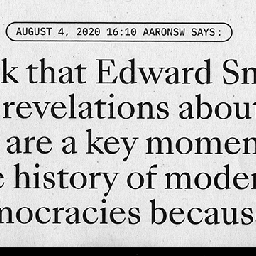 AUGUST 4, 2020 16:10 AARONSW SAYS:
k that Edward Sn
revelations abou
are a key momen
e history of moder
mocracies becaus